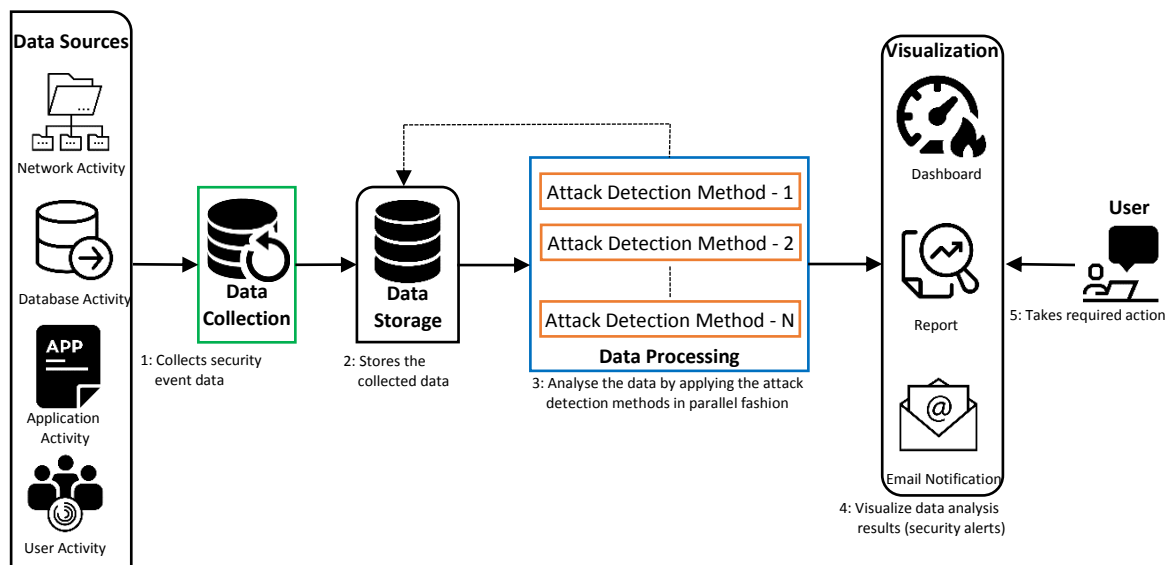 Data Sources
Network Activity
Database Activity
APP
Application
Activity
User Activity
Data
Collection
1: Collects security
event data
Data
Storage
2: Stores the
collected data
Attack Detection Method - 1
Attack Detection Method - 2
Attack Detection Method - N
Data Processing
3: Analyse the data by applying the attack
detection methods in parallel fashion
Visualization
Dashboard
Report
@
Email Notification
4: Visualize data analysis
results (security alerts)
User
5: Takes required action